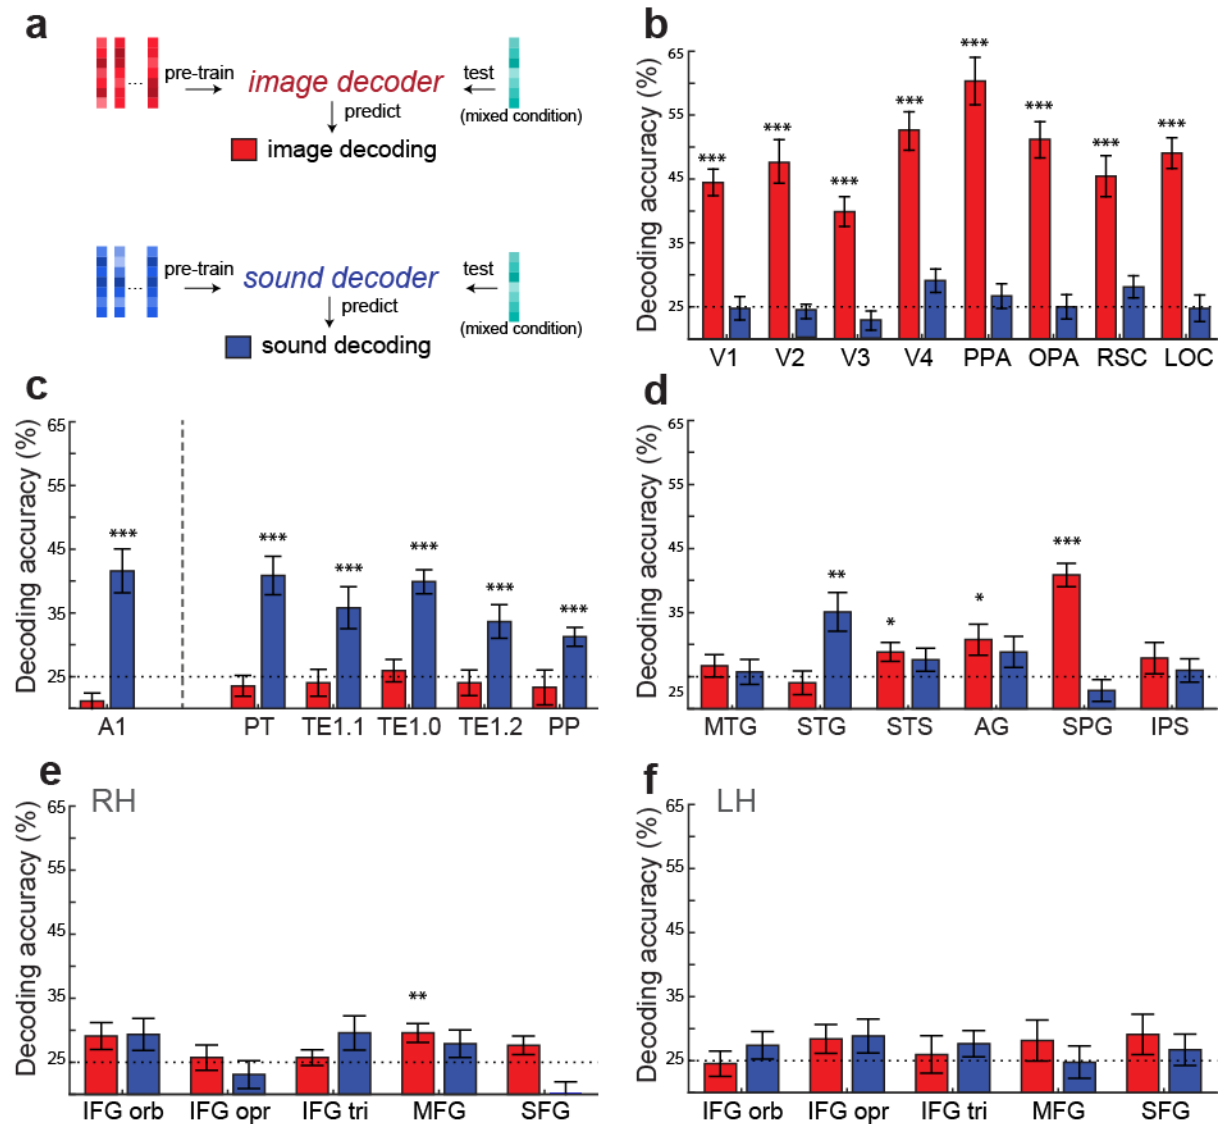 a
pre-train
image decoder
test
(mixed condition)
predict
image decoding
pre-train
sound decoder
test
(mixed condition)
predict
sound decoding
b
Decoding accuracy (%)
65
55
45
35
25
***
***
***
***
***
***
***
***
V1 V2 V3 V4 PPA OPA RSC LOC
c
Decoding accuracy (%)
65
55
45
35
25
***
***
***
***
***
***
A1 PT TE1.1 TE1.0 TE1.2 PP
d
Decoding accuracy (%)
65
55
45
35
25
**
*
*
***
MTG STG STS AG SPG IPS
e
RH
Decoding accuracy (%)
65
55
45
35
25
**
IFG orb IFG opr IFG tri MFG SFG
f
LH
Decoding accuracy (%)
65
55
45
35
25
IFG orb IFG opr IFG tri MFG SFG